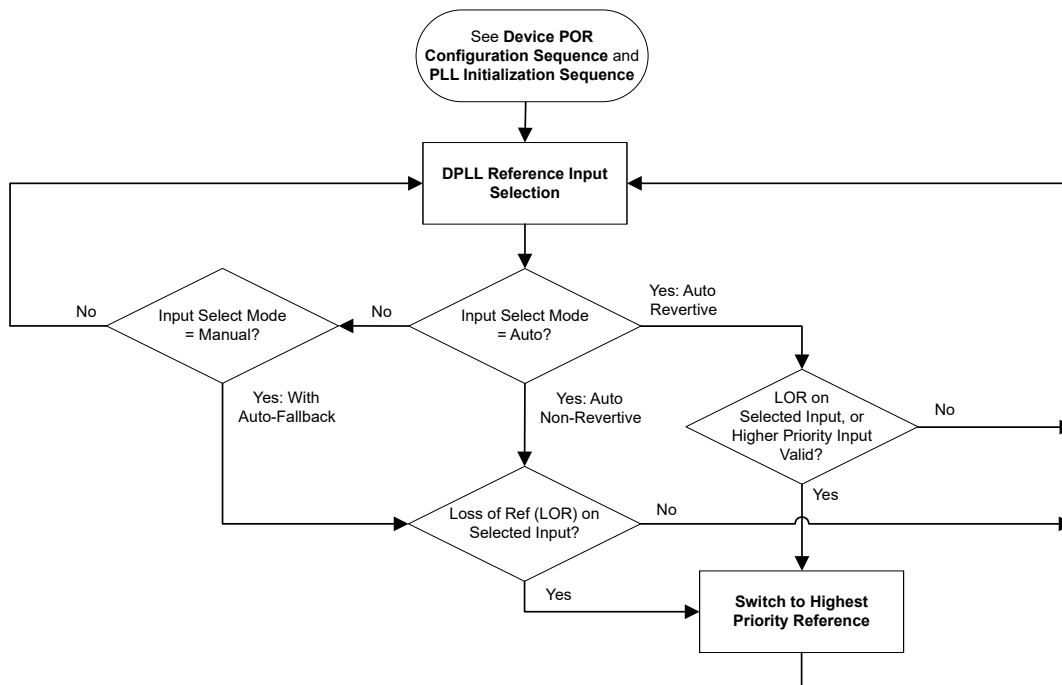 See Device POR
Configuration Sequence and
PLL Initialization Sequence
DPLL Reference Input
Selection
No
Input Select Mode
= Manual?
No
Input Select Mode
= Auto?
Yes: Auto
Revertive
Yes: With
Auto-Fallback
Yes: Auto
Non-Revertive
LOR on
Selected Input, or
Higher Priority Input
Valid?
No
Yes
Loss of Ref (LOR) on
Selected Input?
No
Yes
Switch to Highest
Priority Reference